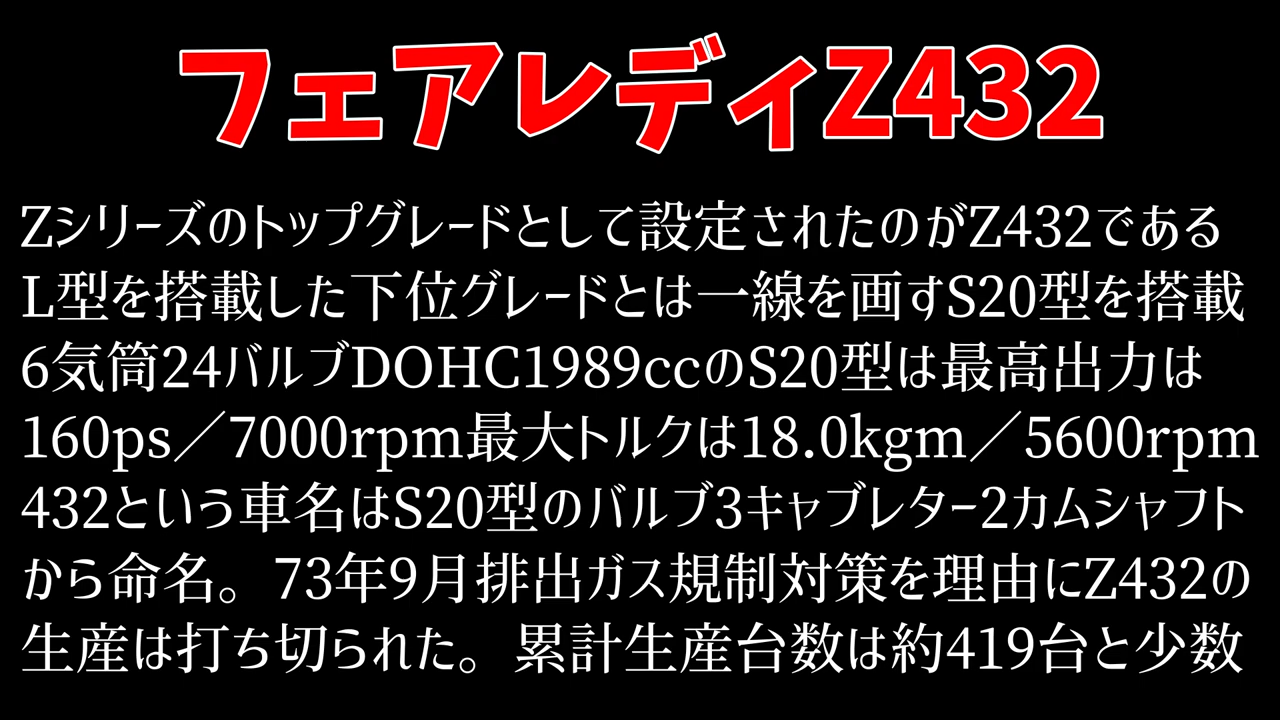 フェアレディZ432
Zシリーズのトップグレードとして設定されたのがZ432である
L型を搭載した下位グレードとは一線を画すS20型を搭載
6気筒24バルブDOHC1989ccのS20型は最高出力は
160ps／7000rpm最大トルクは18.0kgm／5600rpm
432という車名はS20型のバルブ3キャブレター2カムシャフト
から命名。73年9月排出ガス規制対策を理由にZ432の
生産は打ち切られた。累計生産台数は約419台と少数